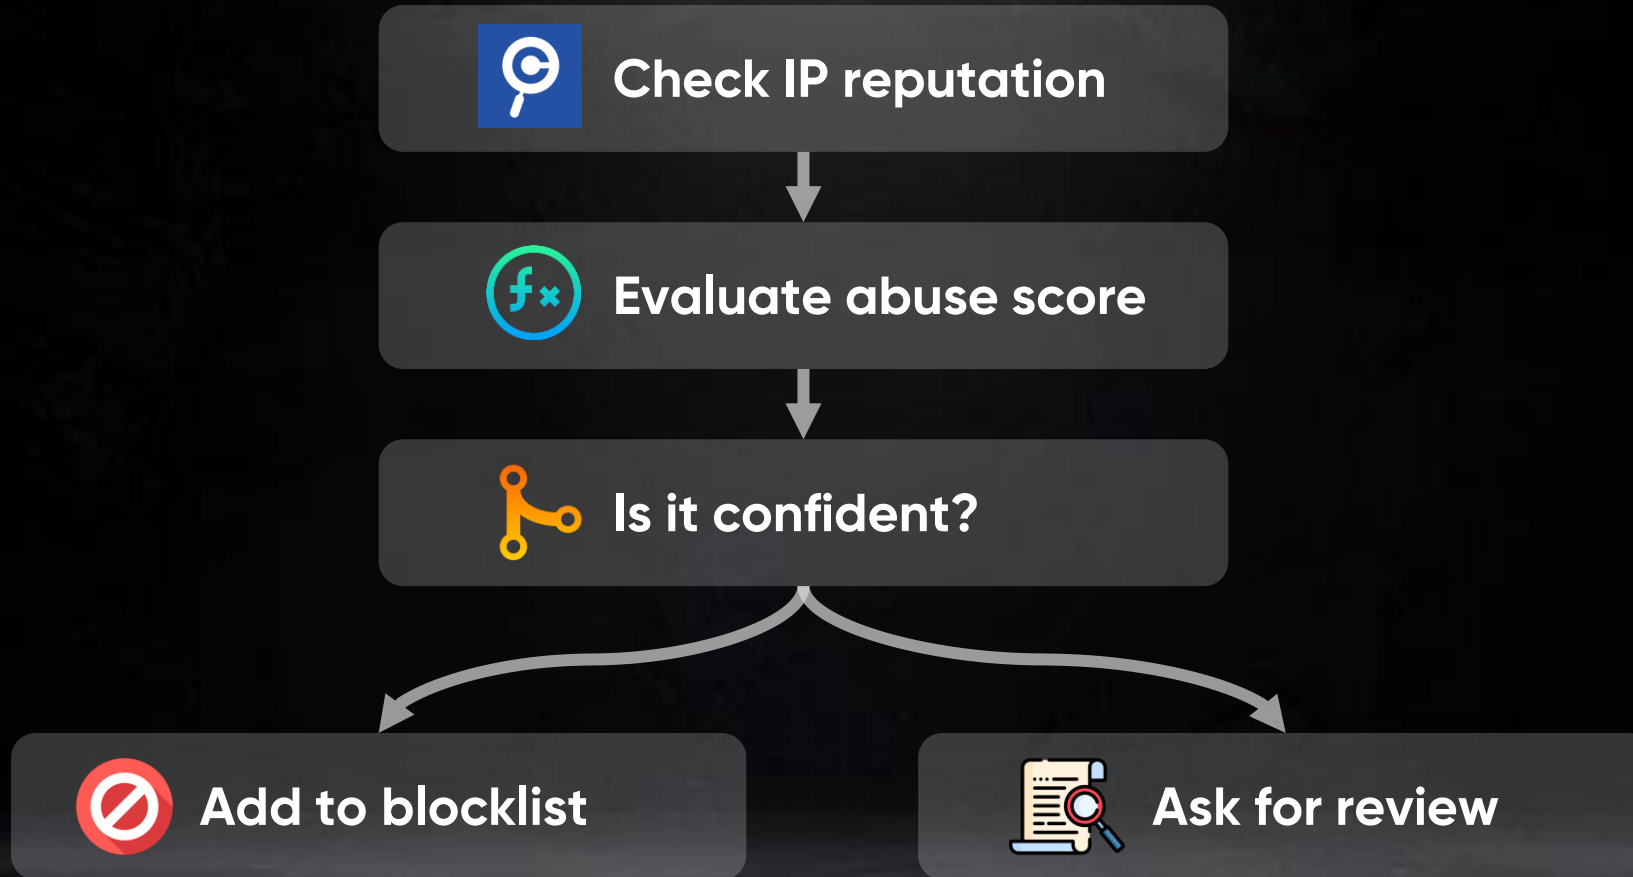 Check IP reputation
Evaluate abuse score
Is it confident?
Add to blocklist
Ask for review